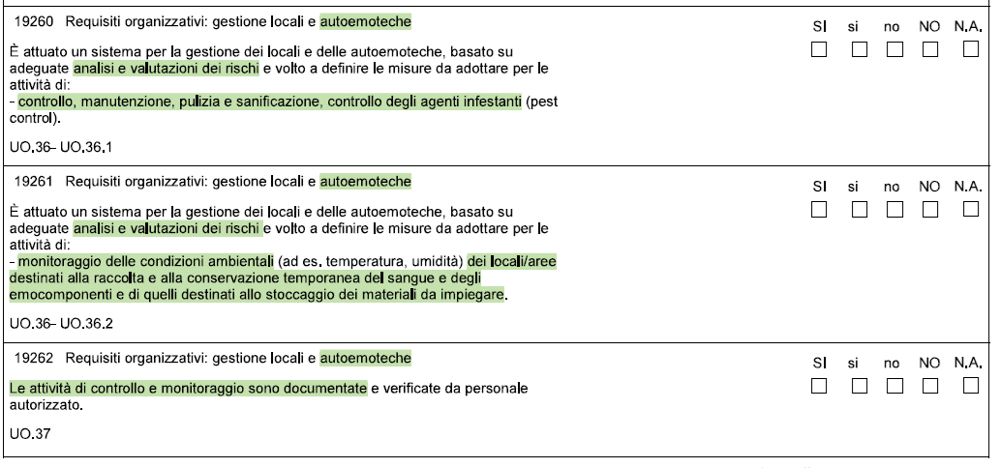 19260 Requisiti organizzativi: gestione locali e autoemoteche
SI si no NO N.A.
È attuato un sistema per la gestione dei locali e delle autoemoteche, basato su
adeguate analisi e valutazioni dei rischi e volto a definire le misure da adottare per le
attività di:
- controllo, manutenzione, pulizia e sanificazione, controllo degli agenti infestanti (pest
control).
UO.36– UO.36.1
19261 Requisiti organizzativi: gestione locali e autoemoteche
SI si no NO N.A.
È attuato un sistema per la gestione dei locali e delle autoemoteche, basato su
adeguate analisi e valutazioni dei rischi e volto a definire le misure da adottare per le
attività di:
- monitoraggio delle condizioni ambientali (ad es. temperatura, umidità) dei locali/aree
destinati alla raccolta e alla conservazione temporanea del sangue e degli
emocomponenti e di quelli destinati allo stoccaggio dei materiali da impiegare.
UO.36– UO.36.2
19262 Requisiti organizzativi: gestione locali e autoemoteche
SI si no NO N.A.
Le attività di controllo e monitoraggio sono documentate e verificate da personale
autorizzato.
UO.37